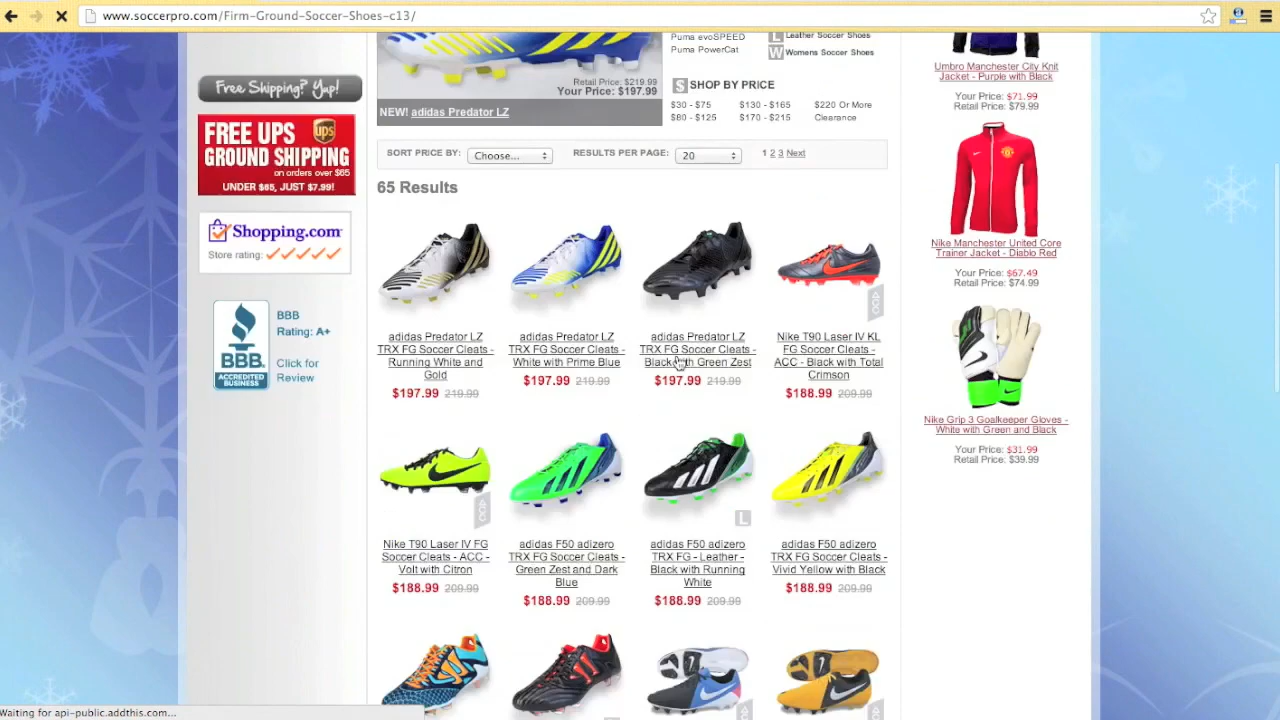 www.soccerpro.com/Firm-Ground-Soccer-Shoes-c13/
Free Shipping? Yup!
FREE UPS
ups
GROUND SHIPPING
on orders over $65
UNDER $65, JUST $7.99!
Shopping.com
Store rating:
BBB
ACCREDITED
BUSINESS
BBB
Rating: A+
Click for
Review
Retail Price: $219.99
Your Price: $197.99
NEW! adidas Predator LZ
Puma evoSPEED
Puma PowerCat
L Leather Soccer Shoes
W Womens Soccer Shoes
$ SHOP BY PRICE
$30 - $75 $130 - $165 $220 Or More
$80 - $125 $170 - $215 Clearance
SORT PRICE BY: Choose... RESULTS PER PAGE: 20 1 2 3 Next
65 Results
adidas Predator LZ
TRX FG Soccer Cleats -
Running White and
Gold
$197.99 219.99
adidas Predator LZ
TRX FG Soccer Cleats -
White with Prime Blue
$197.99 219.99
adidas Predator LZ
TRX FG Soccer Cleats -
Black with Green Zest
$197.99 219.99
ACC
Nike T90 Laser IV KL
FG Soccer Cleats -
ACC - Black with Total
Crimson
$188.99 209.99
ACC
Nike T90 Laser IV FG
Soccer Cleats - ACC -
Volt with Citron
$188.99 209.99
adidas F50 adizero
TRX FG Soccer Cleats -
Green Zest and Dark
Blue
$188.99 209.99
L
adidas F50 adizero
TRX FG - Leather -
Black with Running
White
$188.99 209.99
adidas F50 adizero
TRX FG Soccer Cleats -
Vivid Yellow with Black
$188.99 209.99
Umbro Manchester City Knit
Jacket - Purple with Black
Your Price: $71.99
Retail Price: $79.99
Nike Manchester United Core
Trainer Jacket - Diablo Red
Your Price: $67.49
Retail Price: $74.99
Nike Grip 3 Goalkeeper Gloves -
White with Green and Black
Your Price: $31.99
Retail Price: $39.99
Waiting for api-public.addthis.com...